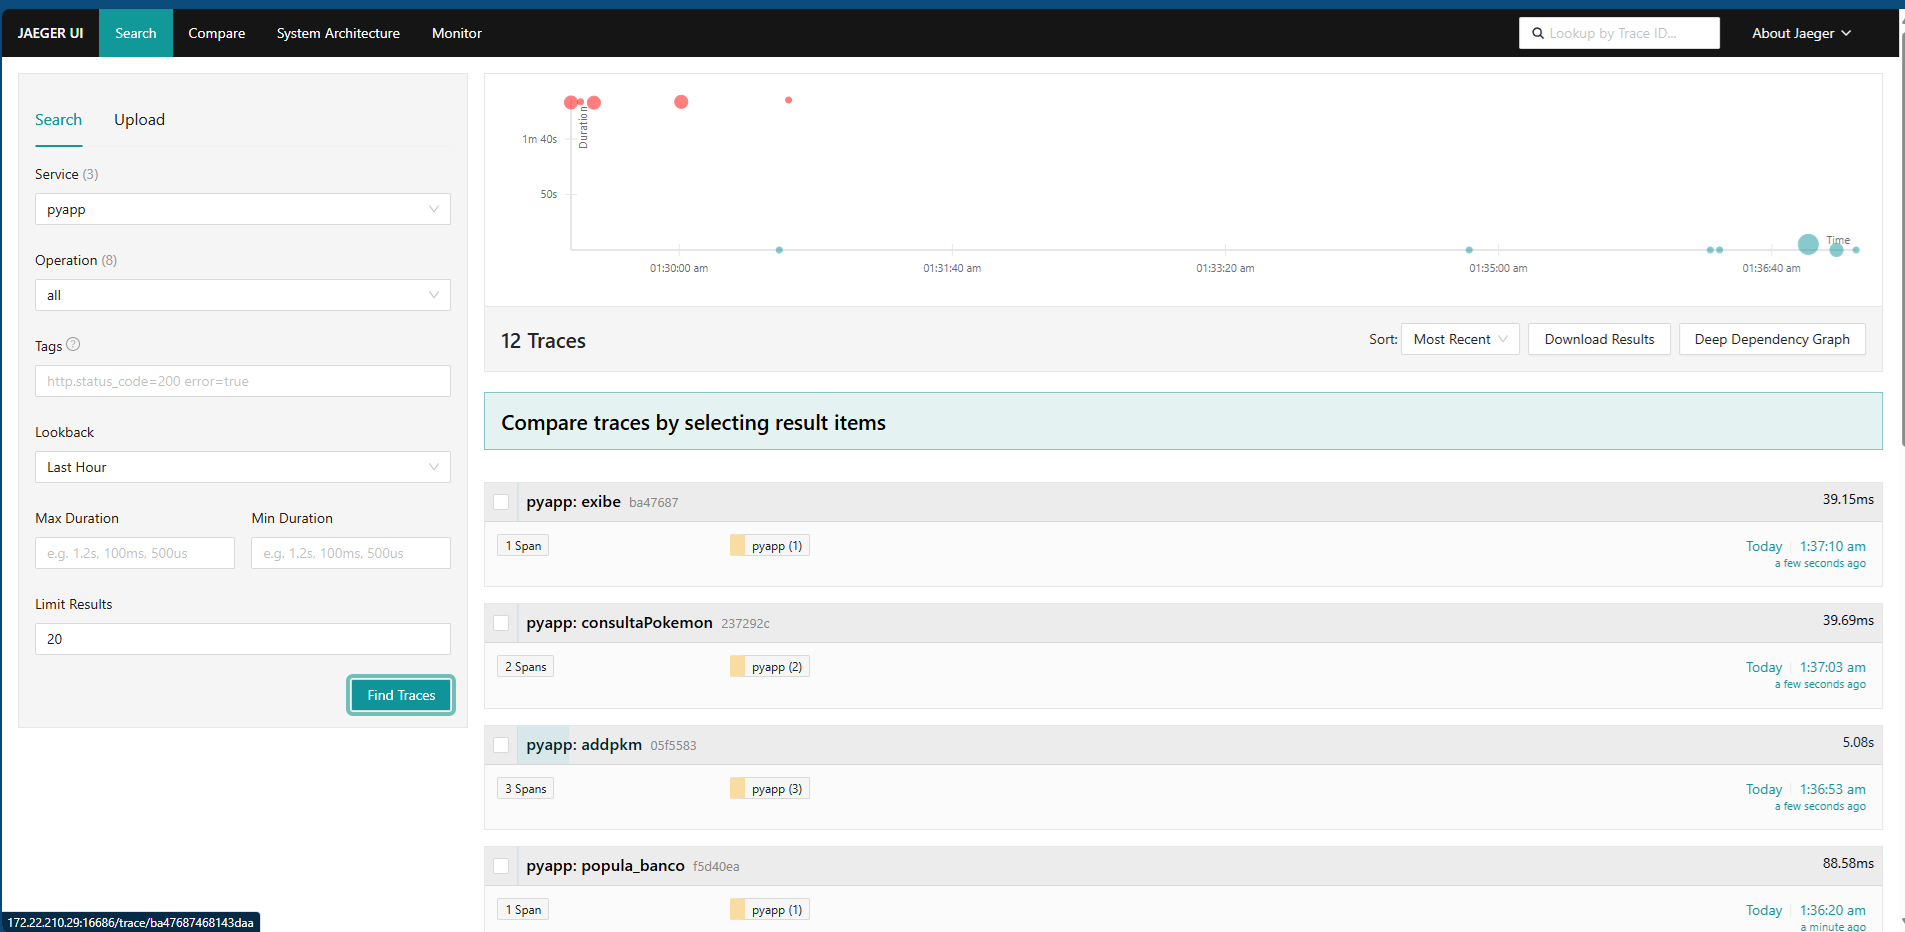 JAEGER UI Search Compare System Architecture Monitor Lookup by Trace ID... About Jaeger
Search Upload
Service (3)
pyapp
Operation (8)
all
Tags
http.status_code=200 error=true
Lookback
Last Hour
Max Duration Min Duration
e.g. 1.2s, 100ms, 500us e.g. 1.2s, 100ms, 500us
Limit Results
20
Find Traces
Duration
1m 40s
50s
Time
01:30:00 am 01:31:40 am 01:33:20 am 01:35:00 am 01:36:40 am
12 Traces Sort: Most Recent Download Results Deep Dependency Graph
Compare traces by selecting result items
pyapp: exibe ba47687 39.15ms
1 Span pyapp (1) Today 1:37:10 am
a few seconds ago
pyapp: consultaPokemon 237292c 39.69ms
2 Spans pyapp (2) Today 1:37:03 am
a few seconds ago
pyapp: addpkm 05f5583 5.08s
3 Spans pyapp (3) Today 1:36:53 am
a few seconds ago
pyapp: popula_banco f5d40ea 88.58ms
1 Span pyapp (1) Today 1:36:20 am
a minute ago
172.22.210.29:16686/trace/ba47687468143daa